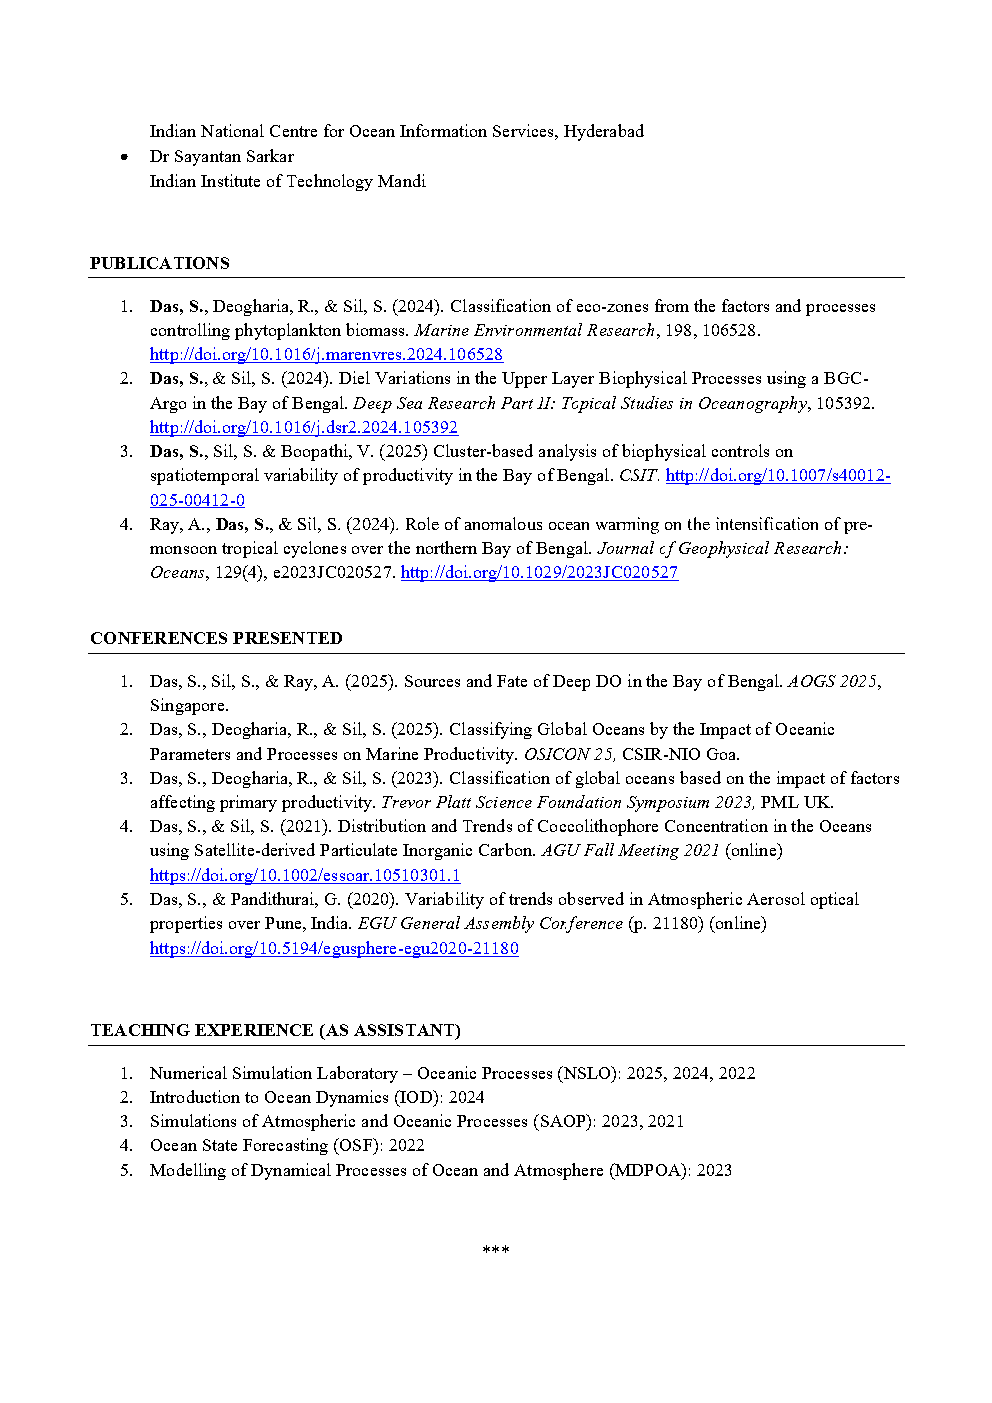 Indian National Centre for Ocean Information Services, Hyderabad
• Dr Sayantan Sarkar
Indian Institute of Technology Mandi
PUBLICATIONS
1. Das, S., Deogharia, R., & Sil, S. (2024). Classification of eco-zones from the factors and processes
controlling phytoplankton biomass. Marine Environmental Research, 198, 106528.
http://doi.org/10.1016/j.marenvres.2024.106528
2. Das, S., & Sil, S. (2024). Diel Variations in the Upper Layer Biophysical Processes using a BGC-
Argo in the Bay of Bengal. Deep Sea Research Part II: Topical Studies in Oceanography, 105392.
http://doi.org/10.1016/j.dsr2.2024.105392
3. Das, S., Sil, S. & Boopathi, V. (2025) Cluster-based analysis of biophysical controls on
spatiotemporal variability of productivity in the Bay of Bengal. CSIT. http://doi.org/10.1007/s40012-
025-00412-0
4. Ray, A., Das, S., & Sil, S. (2024). Role of anomalous ocean warming on the intensification of pre-
monsoon tropical cyclones over the northern Bay of Bengal. Journal of Geophysical Research:
Oceans, 129(4), e2023JC020527. http://doi.org/10.1029/2023JC020527
CONFERENCES PRESENTED
1. Das, S., Sil, S., & Ray, A. (2025). Sources and Fate of Deep DO in the Bay of Bengal. AOGS 2025,
Singapore.
2. Das, S., Deogharia, R., & Sil, S. (2025). Classifying Global Oceans by the Impact of Oceanic
Parameters and Processes on Marine Productivity. OSICON 25, CSIR-NIO Goa.
3. Das, S., Deogharia, R., & Sil, S. (2023). Classification of global oceans based on the impact of factors
affecting primary productivity. Trevor Platt Science Foundation Symposium 2023, PML UK.
4. Das, S., & Sil, S. (2021). Distribution and Trends of Coccolithophore Concentration in the Oceans
using Satellite-derived Particulate Inorganic Carbon. AGU Fall Meeting 2021 (online)
https://doi.org/10.1002/essoar.10510301.1
5. Das, S., & Pandithurai, G. (2020). Variability of trends observed in Atmospheric Aerosol optical
properties over Pune, India. EGU General Assembly Conference (p. 21180) (online)
https://doi.org/10.5194/egusphere-egu2020-21180
TEACHING EXPERIENCE (AS ASSISTANT)
1. Numerical Simulation Laboratory – Oceanic Processes (NSLO): 2025, 2024, 2022
2. Introduction to Ocean Dynamics (IOD): 2024
3. Simulations of Atmospheric and Oceanic Processes (SAOP): 2023, 2021
4. Ocean State Forecasting (OSF): 2022
5. Modelling of Dynamical Processes of Ocean and Atmosphere (MDPOA): 2023
***